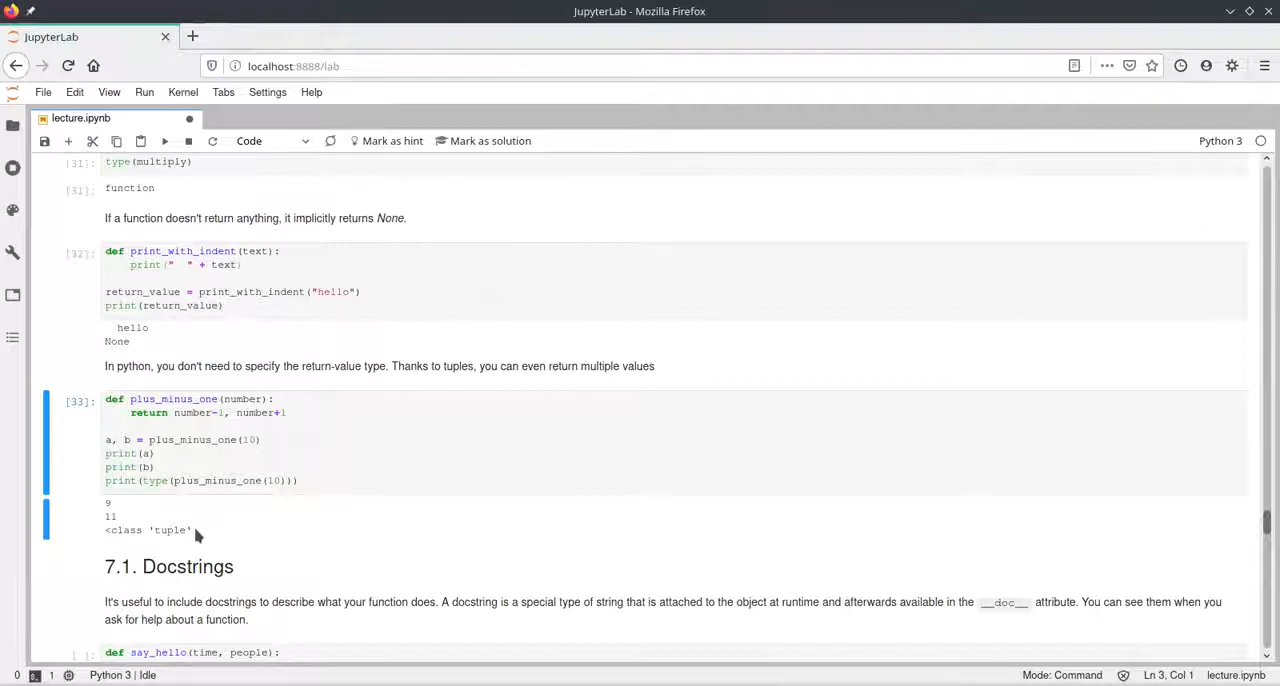 JupyterLab - Mozilla Firefox
JupyterLab
localhost:8888/lab
File Edit View Run Kernel Tabs Settings Help
lecture.ipynb
Code Mark as hint Mark as solution Python 3
[31]: type(multiply)
[31]: function
If a function doesn't return anything, it implicitly returns None.
[32]: def print_with_indent(text):
print("  " + text)
return_value = print_with_indent("hello")
print(return_value)
hello
None
In python, you don't need to specify the return-value type. Thanks to tuples, you can even return multiple values
[33]: def plus_minus_one(number):
return number-1, number+1
a, b = plus_minus_one(10)
print(a)
print(b)
print(type(plus_minus_one(10)))
9
11
<class 'tuple'
7.1. Docstrings
It's useful to include docstrings to describe what your function does. A docstring is a special type of string that is attached to the object at runtime and afterwards available in the __doc__ attribute. You can see them when you
ask for help about a function.
[ ]: def say_hello(time, people):
0 1 Python 3 | Idle Mode: Command Ln 3, Col 1 lecture.ipynb